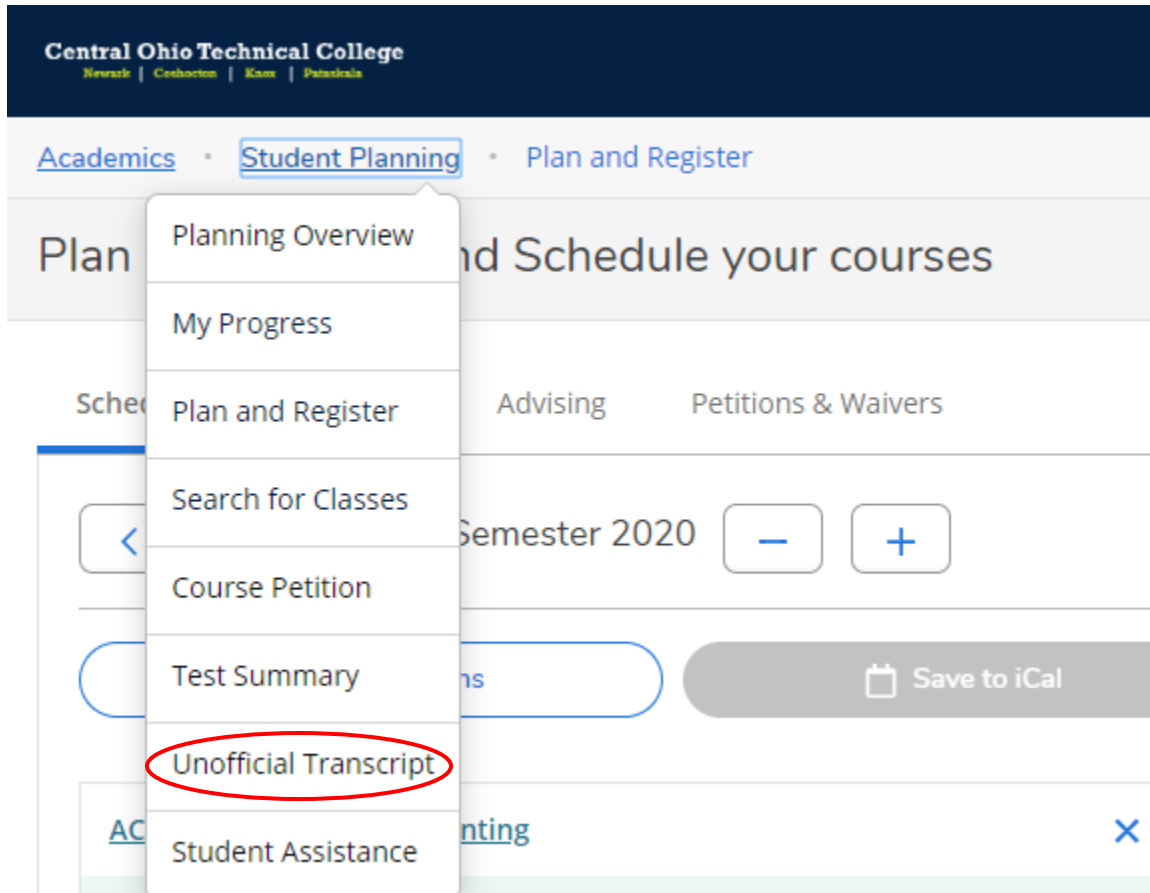 Central Ohio Technical College
Newark | Coshocton | Knox | Pataskala
Academics · Student Planning · Plan and Register
Plan nd Schedule your courses
Planning Overview
My Progress
Sched Advising Petitions & Waivers
Plan and Register
Search for Classes
Semester 2020
Course Petition
Test Summary
ns Save to iCal
Unofficial Transcript
AC nting
Student Assistance